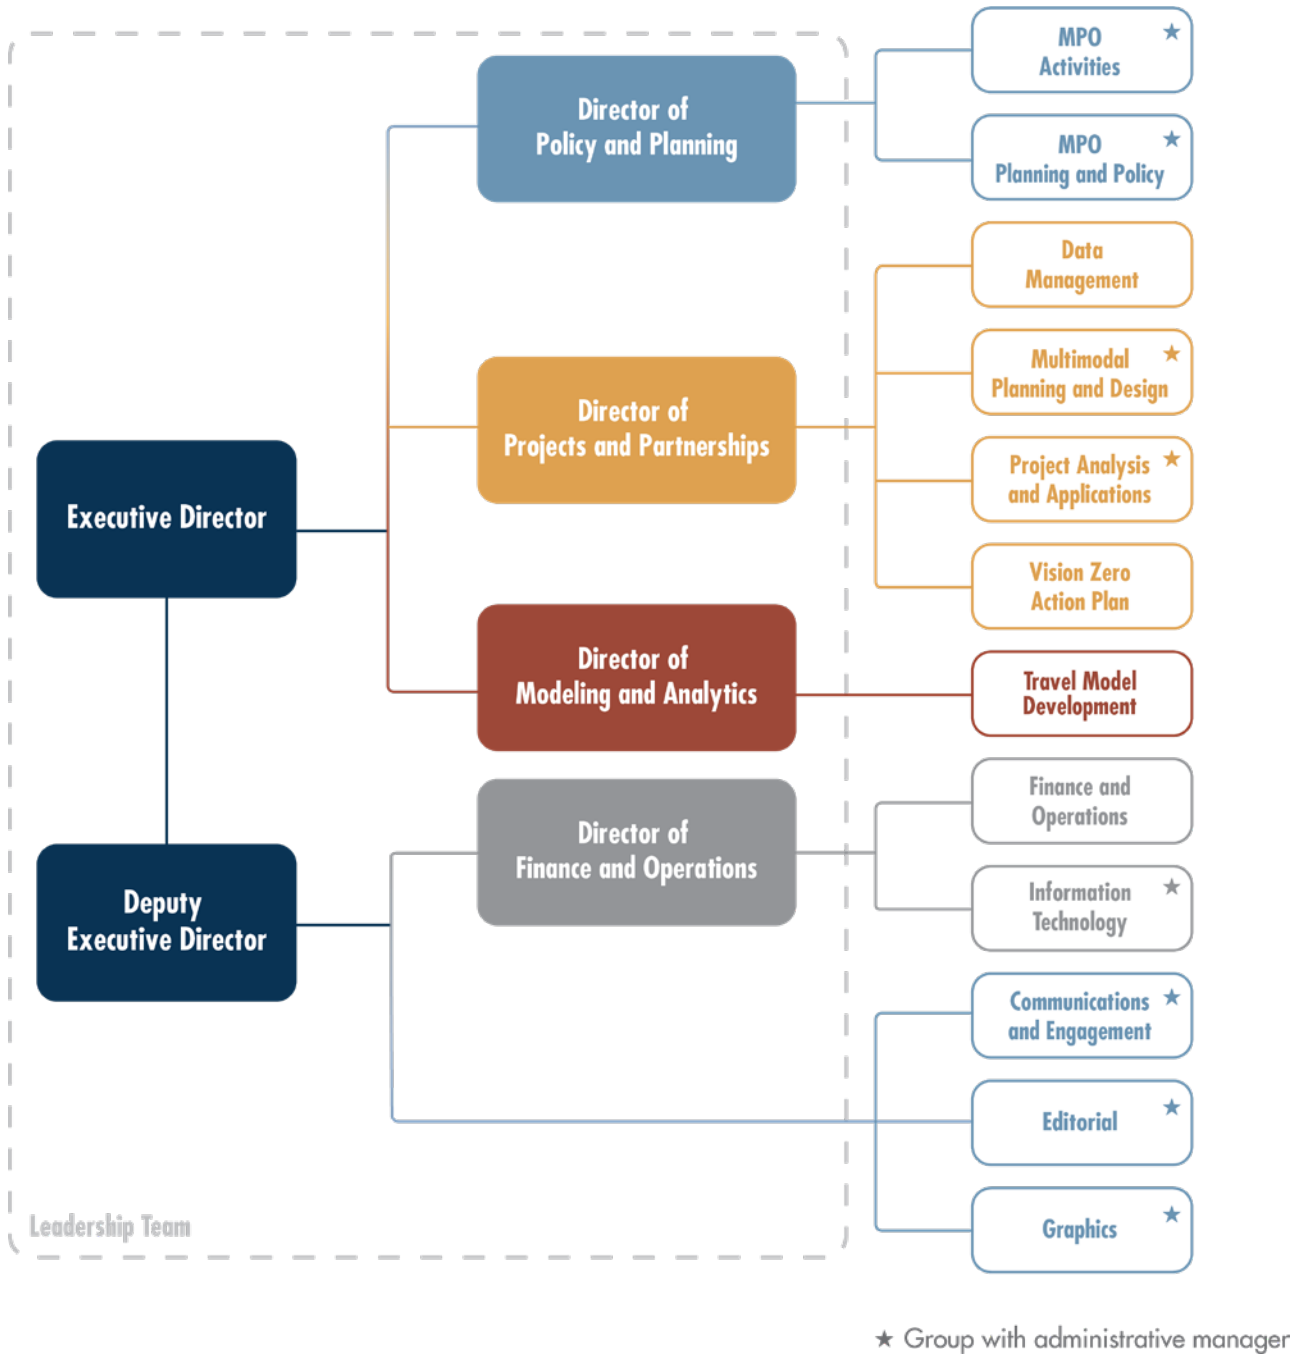 MPO
Activities
Director of
Policy and Planning
MPO
Planning and Policy
Data
Management
Director of
Projects and Partnerships
Multimodal
Planning and Design
Project Analysis
and Applications
Executive Director
Vision Zero
Action Plan
Director of
Modeling and Analytics
Travel Model
Development
Director of
Finance and Operations
Finance and
Operations
Deputy
Executive Director
Information
Technology
Communications
and Engagement
Editorial
Graphics
Leadership Team
★ Group with administrative manager